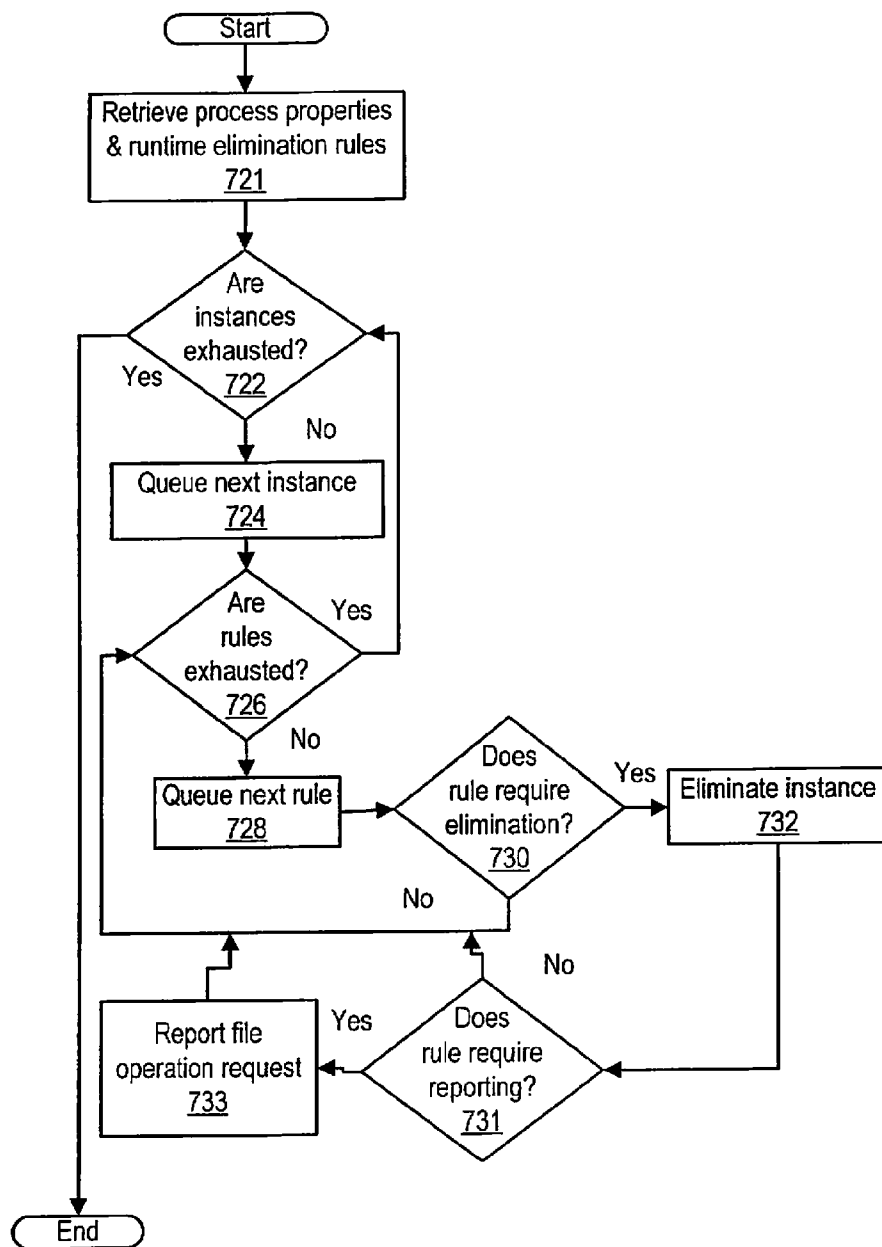 Start
Retrieve process properties
& runtime elimination rules
721
Are
instances
exhausted?
722
Yes
No
Queue next instance
724
Are
rules
exhausted?
726
Yes
No
Queue next rule
728
Does
rule require
elimination?
730
Yes
Eliminate instance
732
No
No
Does
rule require
reporting?
731
Yes
Report file
operation request
733
End